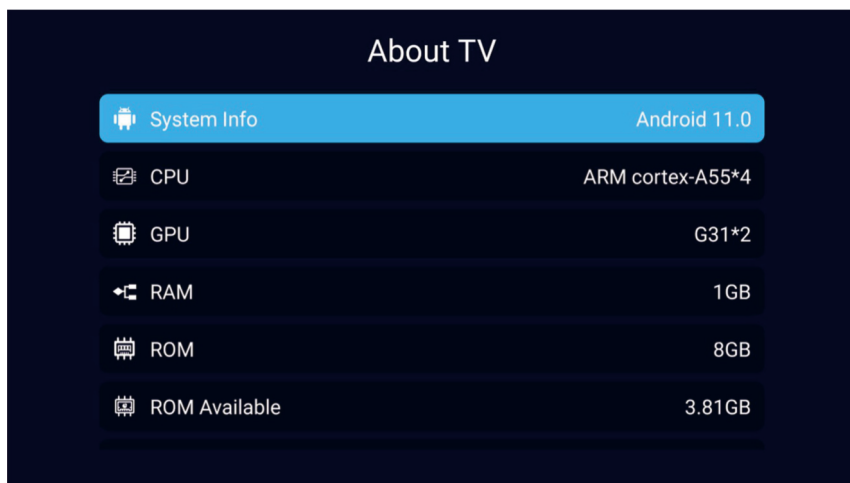 About TV
System Info Android 11.0
CPU ARM cortex-A55*4
GPU G31*2
RAM 1GB
ROM 8GB
ROM Available 3.81GB